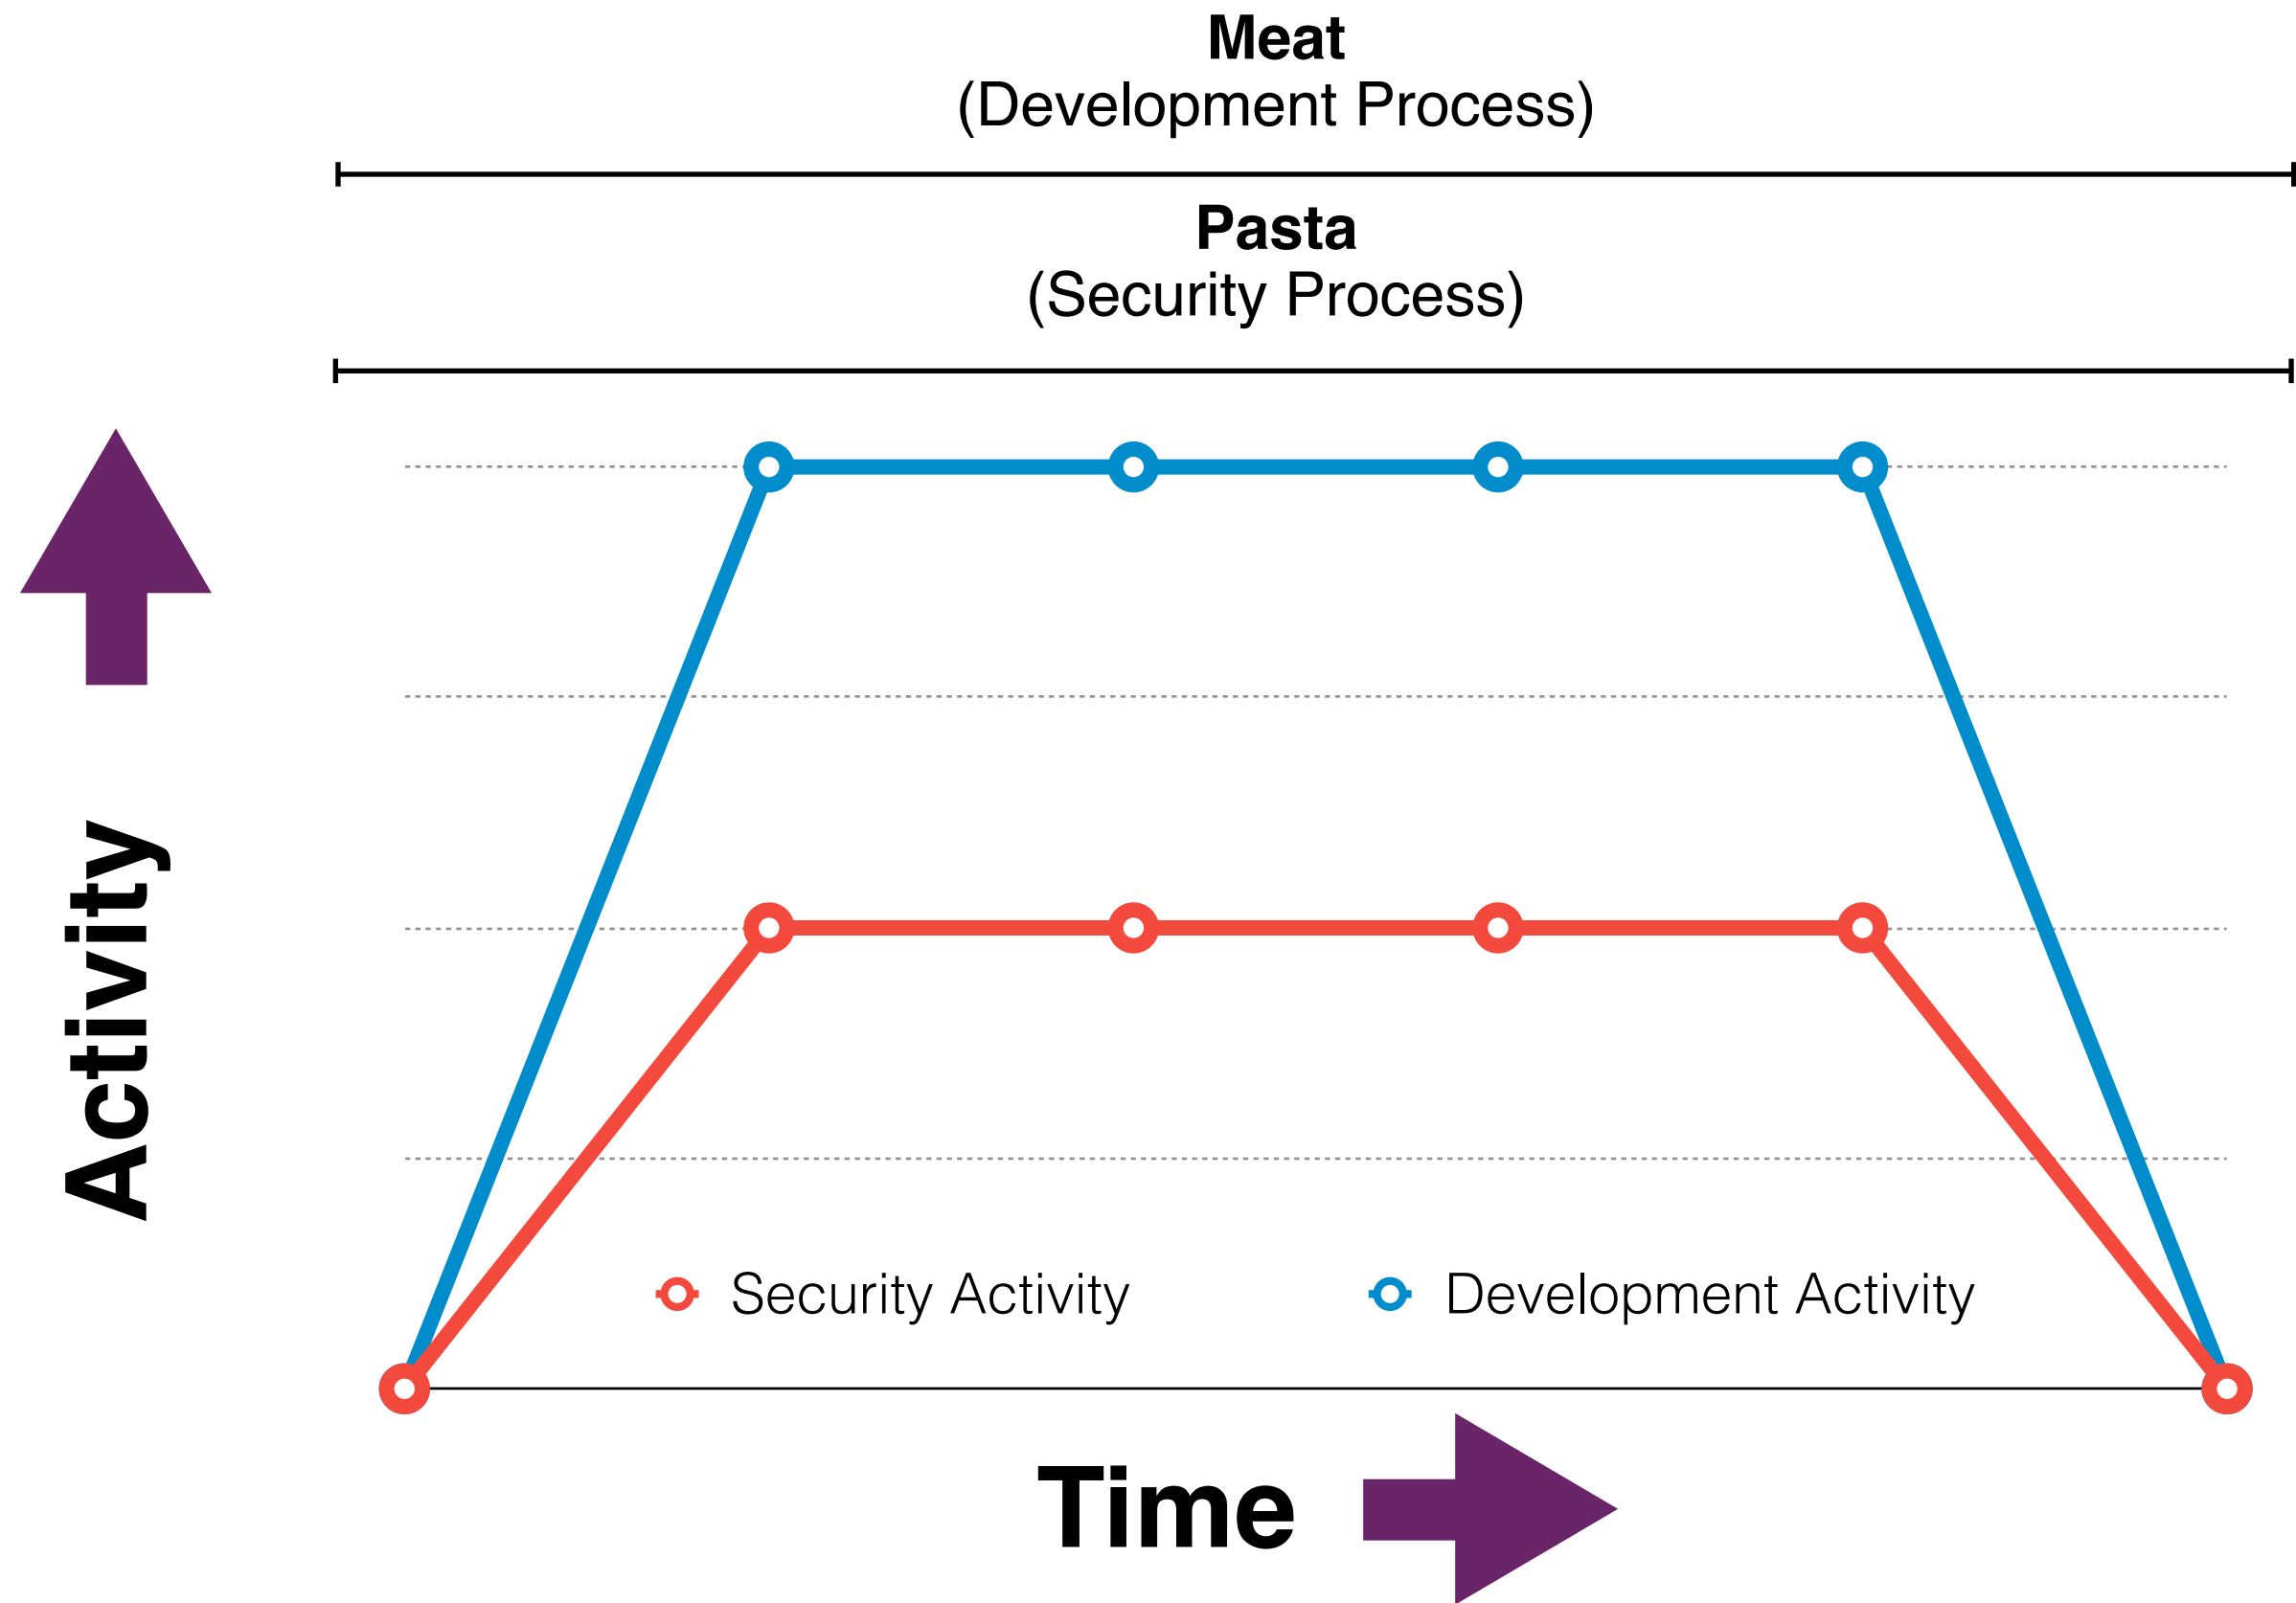 Meat
(Development Process)
Pasta
(Security Process)
Activity
Security Activity
Development Activity
Time